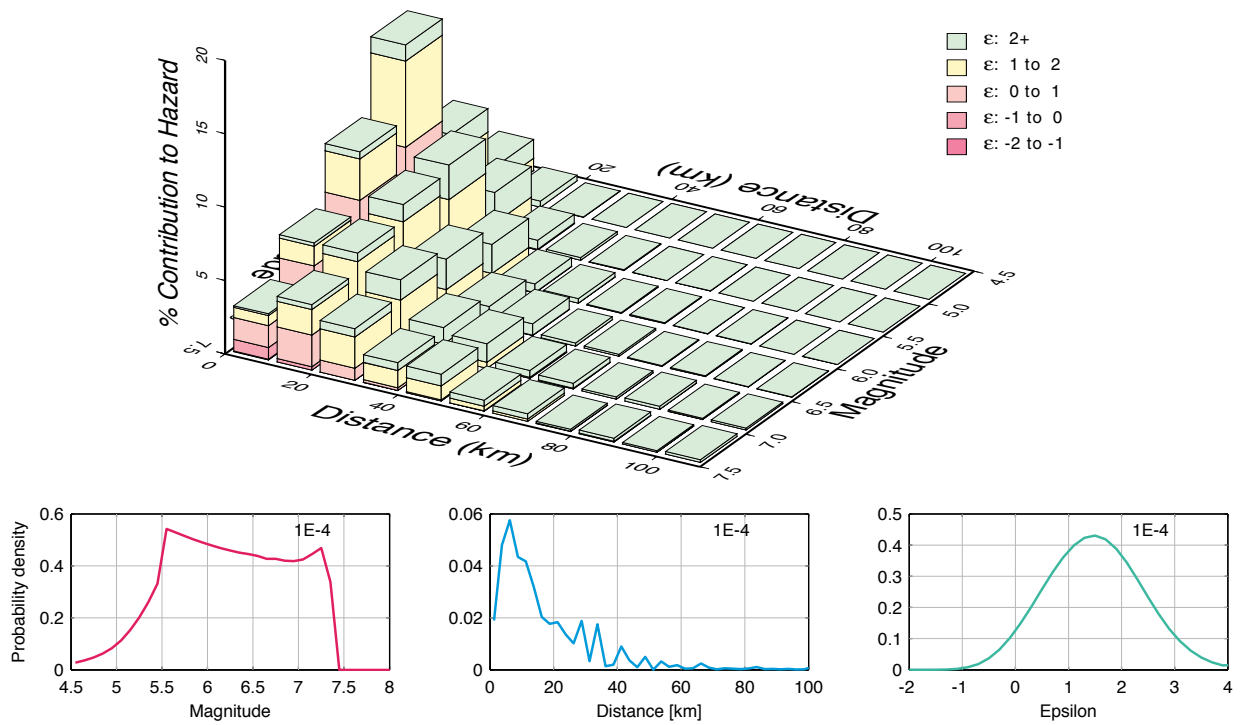 % Contribution to Hazard
20
15
10
5
de
7.5
0
20
40
60
80
100
Distance (km)
20
40
60
80
100
Distance (km)
4.5
5.0
5.5
6.0
6.5
7.0
7.5
Magnitude
ε: 2+
ε: 1 to 2
ε: 0 to 1
ε: -1 to 0
ε: -2 to -1
Probability density
0.6
0.4
0.2
0
1E-4
4.5 5 5.5 6 6.5 7 7.5 8
Magnitude
0.06
0.04
0.02
0
1E-4
0 20 40 60 80 100
Distance [km]
0.5
0.4
0.3
0.2
0.1
0
1E-4
-2 -1 0 1 2 3 4
Epsilon